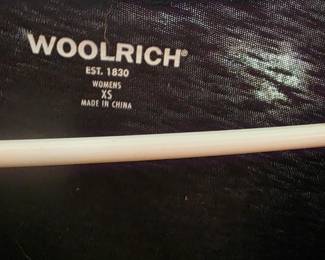 WOOLRICH®
EST. 1830
WOMENS
XS
MADE IN CHINA